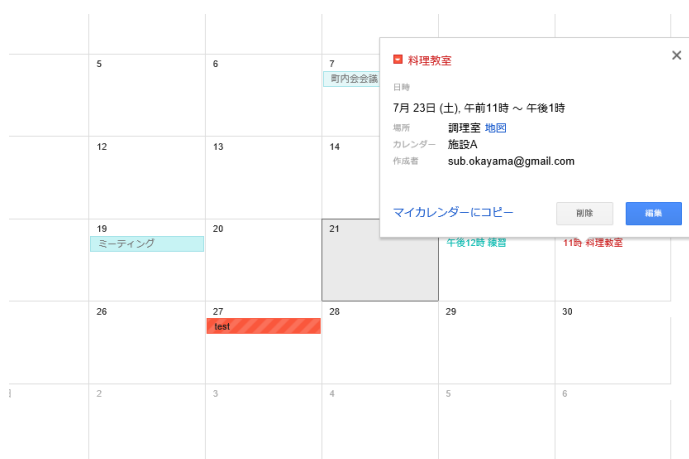 5
6
7
町内会会議
料理教室
日時
7月 23日 (土), 午前11時 ～ 午後1時
場所 調理室 地図
カレンダー 施設A
作成者 sub.okayama@gmail.com
マイカレンダーにコピー
削除
編集
12
13
14
19
20
21
ミーティング
午後12時 練習
11時 料理教室
26
27
28
29
30
test
2
3
4
5
6